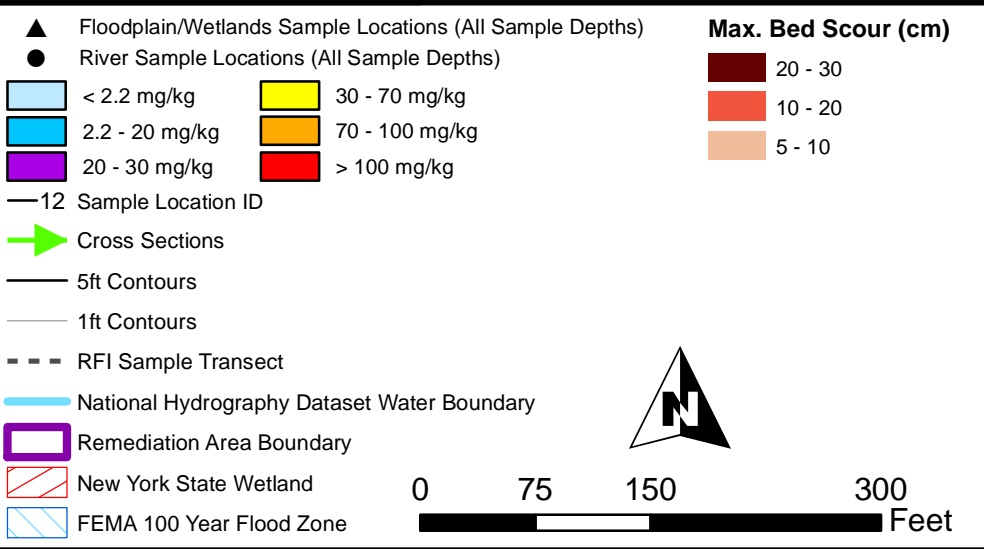 Floodplain/Wetlands Sample Locations (All Sample Depths)
River Sample Locations (All Sample Depths)
< 2.2 mg/kg
2.2 - 20 mg/kg
20 - 30 mg/kg
30 - 70 mg/kg
70 - 100 mg/kg
> 100 mg/kg
12 Sample Location ID
Cross Sections
5ft Contours
1ft Contours
RFI Sample Transect
National Hydrography Dataset Water Boundary
Remediation Area Boundary
New York State Wetland
FEMA 100 Year Flood Zone
Max. Bed Scour (cm)
20 - 30
10 - 20
5 - 10
N
0 75 150 300
Feet